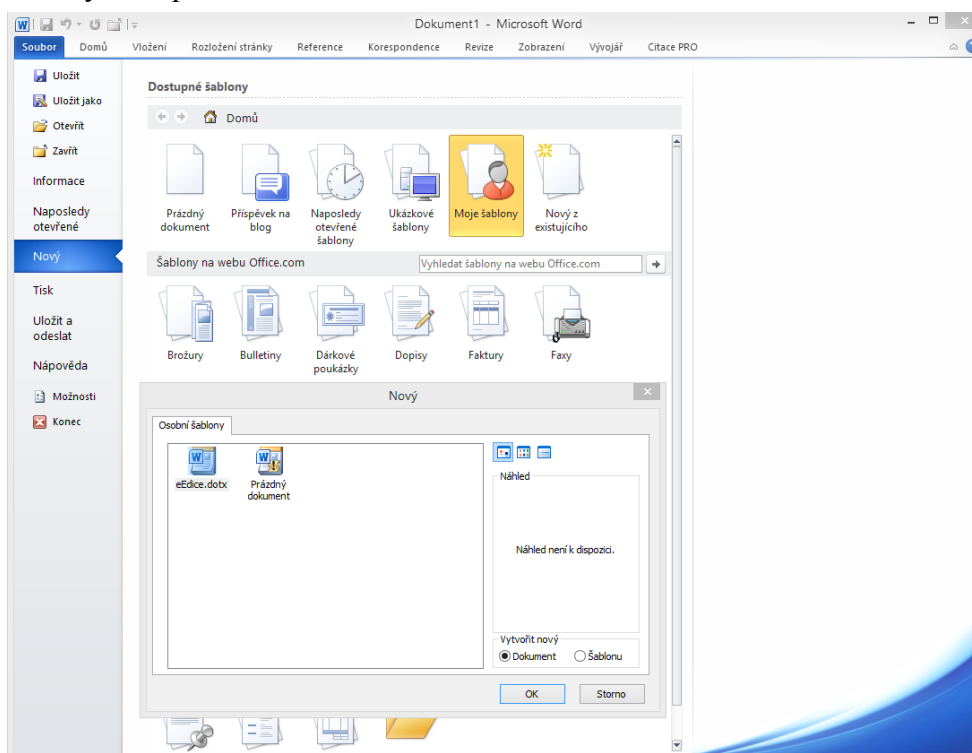 Dokument1 - Microsoft Word
Soubor Domů Vložení Rozložení stránky Reference Korespondence Revize Zobrazení Vývojář Citace PRO
Uložit
Uložit jako
Otevřít
Zavřít
Informace
Naposledy
otevřené
Nový
Tisk
Uložit a
odeslat
Nápověda
Možnosti
Konec
Dostupné šablony
Domů
Prázdný
dokument
Příspěvek na
blog
Naposledy
otevřené
šablony
Ukázkové
šablony
Moje šablony
Nový z
existujícího
Šablony na webu Office.com
Vyhledat šablony na webu Office.com
Brožury
Bulletiny
Dárkové
poukázky
Dopisy
Faktury
Faxy
Nový
Osobní šablony
eEdice.dotx
Prázdný
dokument
Náhled
Náhled není k dispozici.
Vytvořit nový
Dokument Šablonu
OK Storno